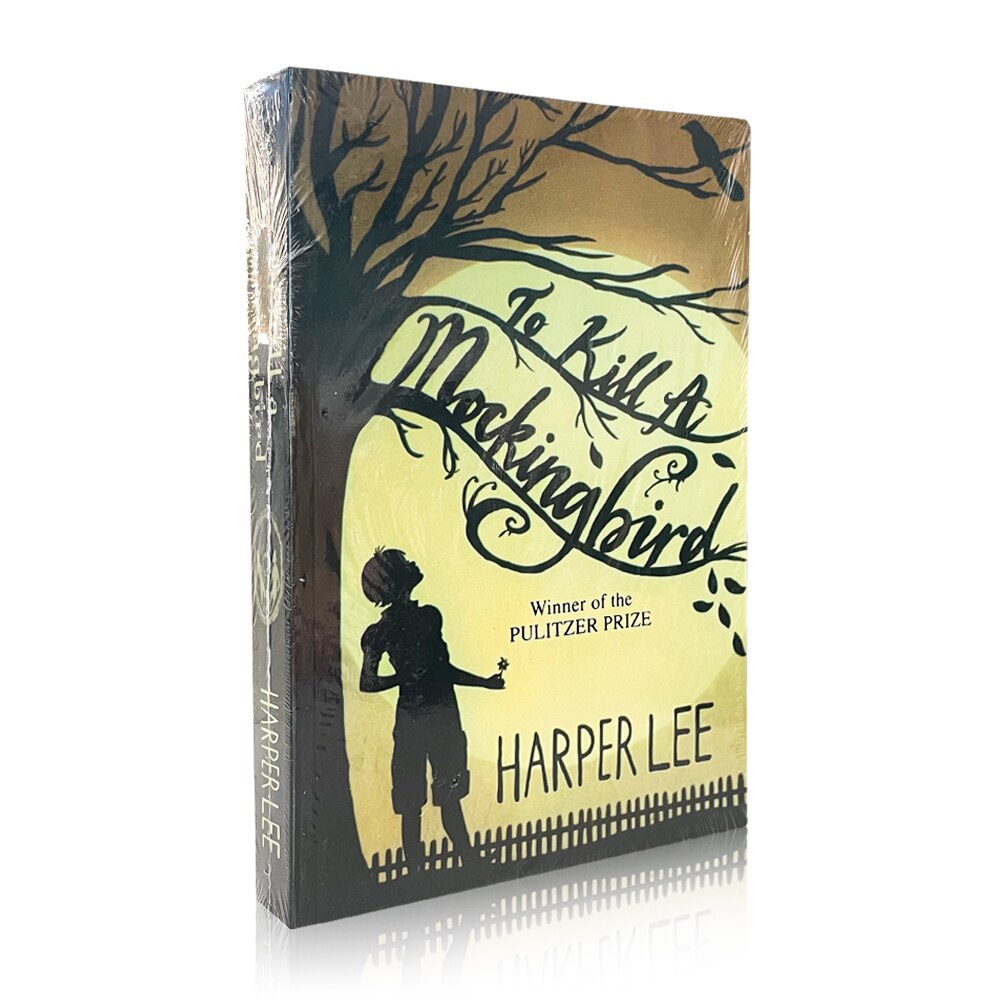 To Kill A
Mockingbird
Winner of the
PULITZER PRIZE
HARPER LEE
HARPER LEE